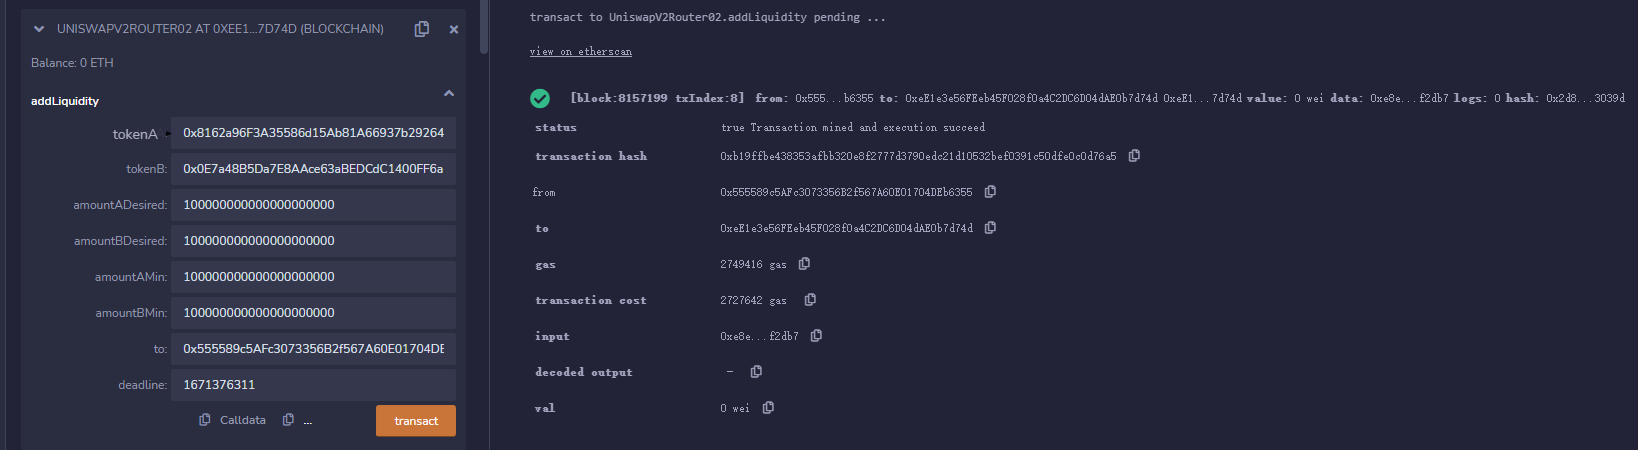 UNISWAPV2ROUTER02 AT 0XEE1...7D74D (BLOCKCHAIN)
Balance: 0 ETH
addLiquidity
tokenA
0x8162a96F3A35586d15Ab81A66937b29264
tokenB:
0x0E7a48B5Da7E8AAce63aBEDCdC1400FF6a
amountADesired:
100000000000000000000
amountBDesired:
100000000000000000000
amountAMin:
100000000000000000000
amountBMin:
100000000000000000000
to:
0x555589c5AFc3073356B2f567A60E01704DE
deadline:
1671376311
Calldata
...
transact
transact to UniswapV2Router02.addLiquidity pending ...
view on etherscan
[block:8157199 txIndex:8] from: 0x555...b6355 to: 0xeE1e3e56FEeb45F028f0a4C2DC6D04dAE0b7d74d 0xeE1...7d74d value: 0 wei data: 0xe8e...f2db7 logs: 0 hash: 0x2d8...3039d
status true Transaction mined and execution succeed
transaction hash 0xb19ffbe438353afbb320e8f2777d3790edc21d10532bef0391c50dfe0c0d76a5
from 0x555589c5AFc3073356B2f567A60E01704DEb6355
to 0xeE1e3e56FEeb45F028f0a4C2DC6D04dAE0b7d74d
gas 2749416 gas
transaction cost 2727642 gas
input 0xe8e...f2db7
decoded output -
val 0 wei